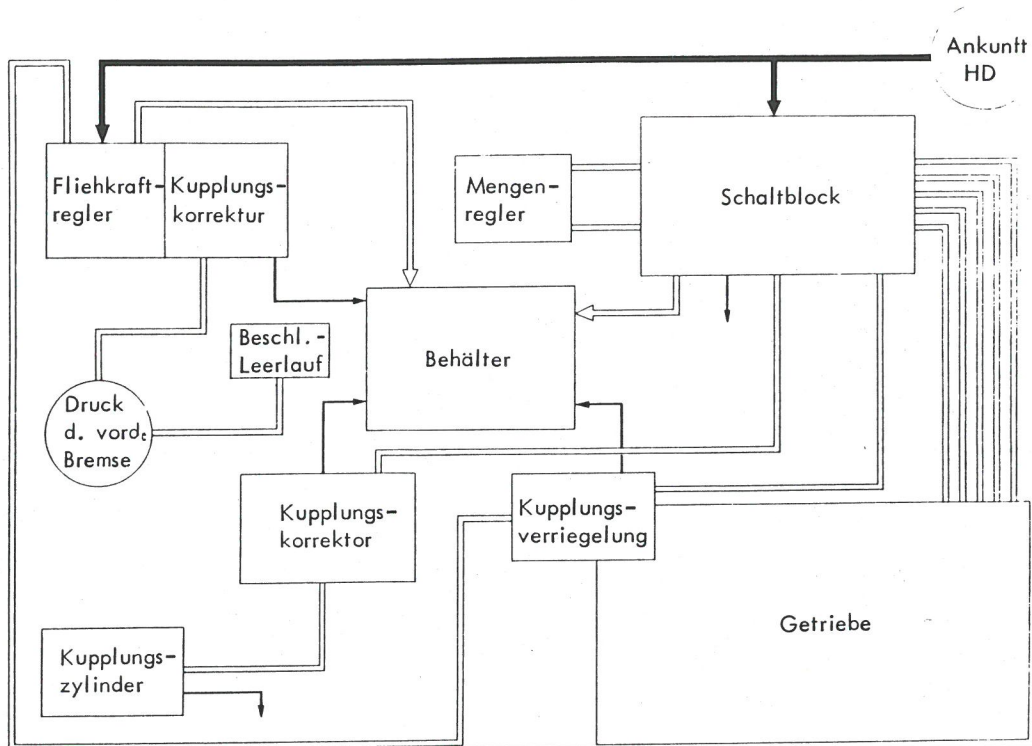 Ankunft
HD
Fliehkraft-
regler
Kupplungs-
korrektur
Mengen-
regler
Schaltblock
Beschl.-
Leerlauf
Behälter
Druck
d. vord.
Bremse
Kupplungs-
korrektor
Kupplungs-
verriegelung
Getriebe
Kupplungs-
zylinder